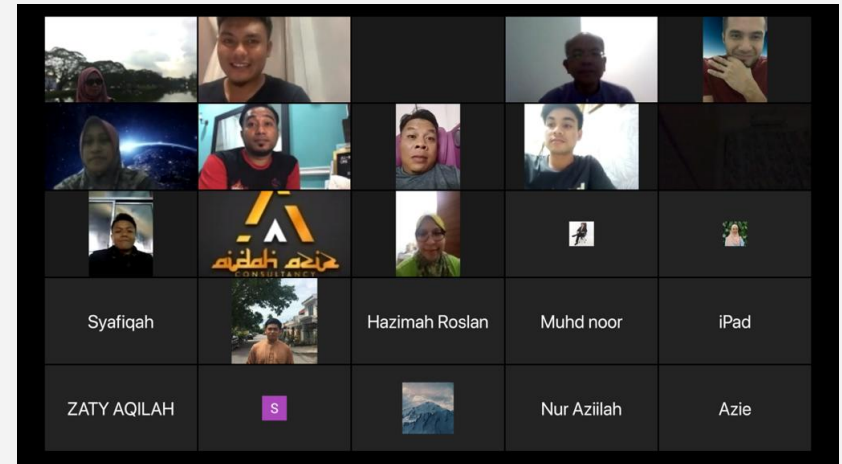 aidah aziz
CONSULTANCY
Syafiqah
Hazimah Roslan
Muhd noor
iPad
ZATY AQILAH
S
Nur Aziilah
Azie